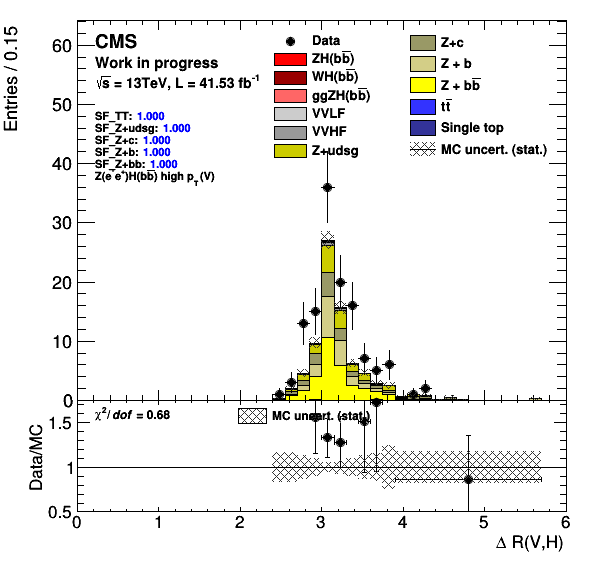 CMS
Work in progress
√s = 13TeV, L = 41.53 fb⁻¹
SF_TT: 1.000
SF_Z+udsg: 1.000
SF_Z+c: 1.000
SF_Z+b: 1.000
SF_Z+bb: 1.000
Z(e⁻e⁺)H(bb̅) high p_T(V)
Data
ZH(bb̅)
WH(bb̅)
ggZH(bb̅)
VVLF
VVHF
Z+udsg
Z+c
Z + b
Z + bb̅
tt̅
Single top
MC uncert. (stat.)
Entries / 0.15
60
50
40
30
20
10
0
χ²/dof = 0.68
MC uncert. (stat.)
Data/MC
1.5
1
0.5
0 1 2 3 4 5 6
Δ R(V,H)